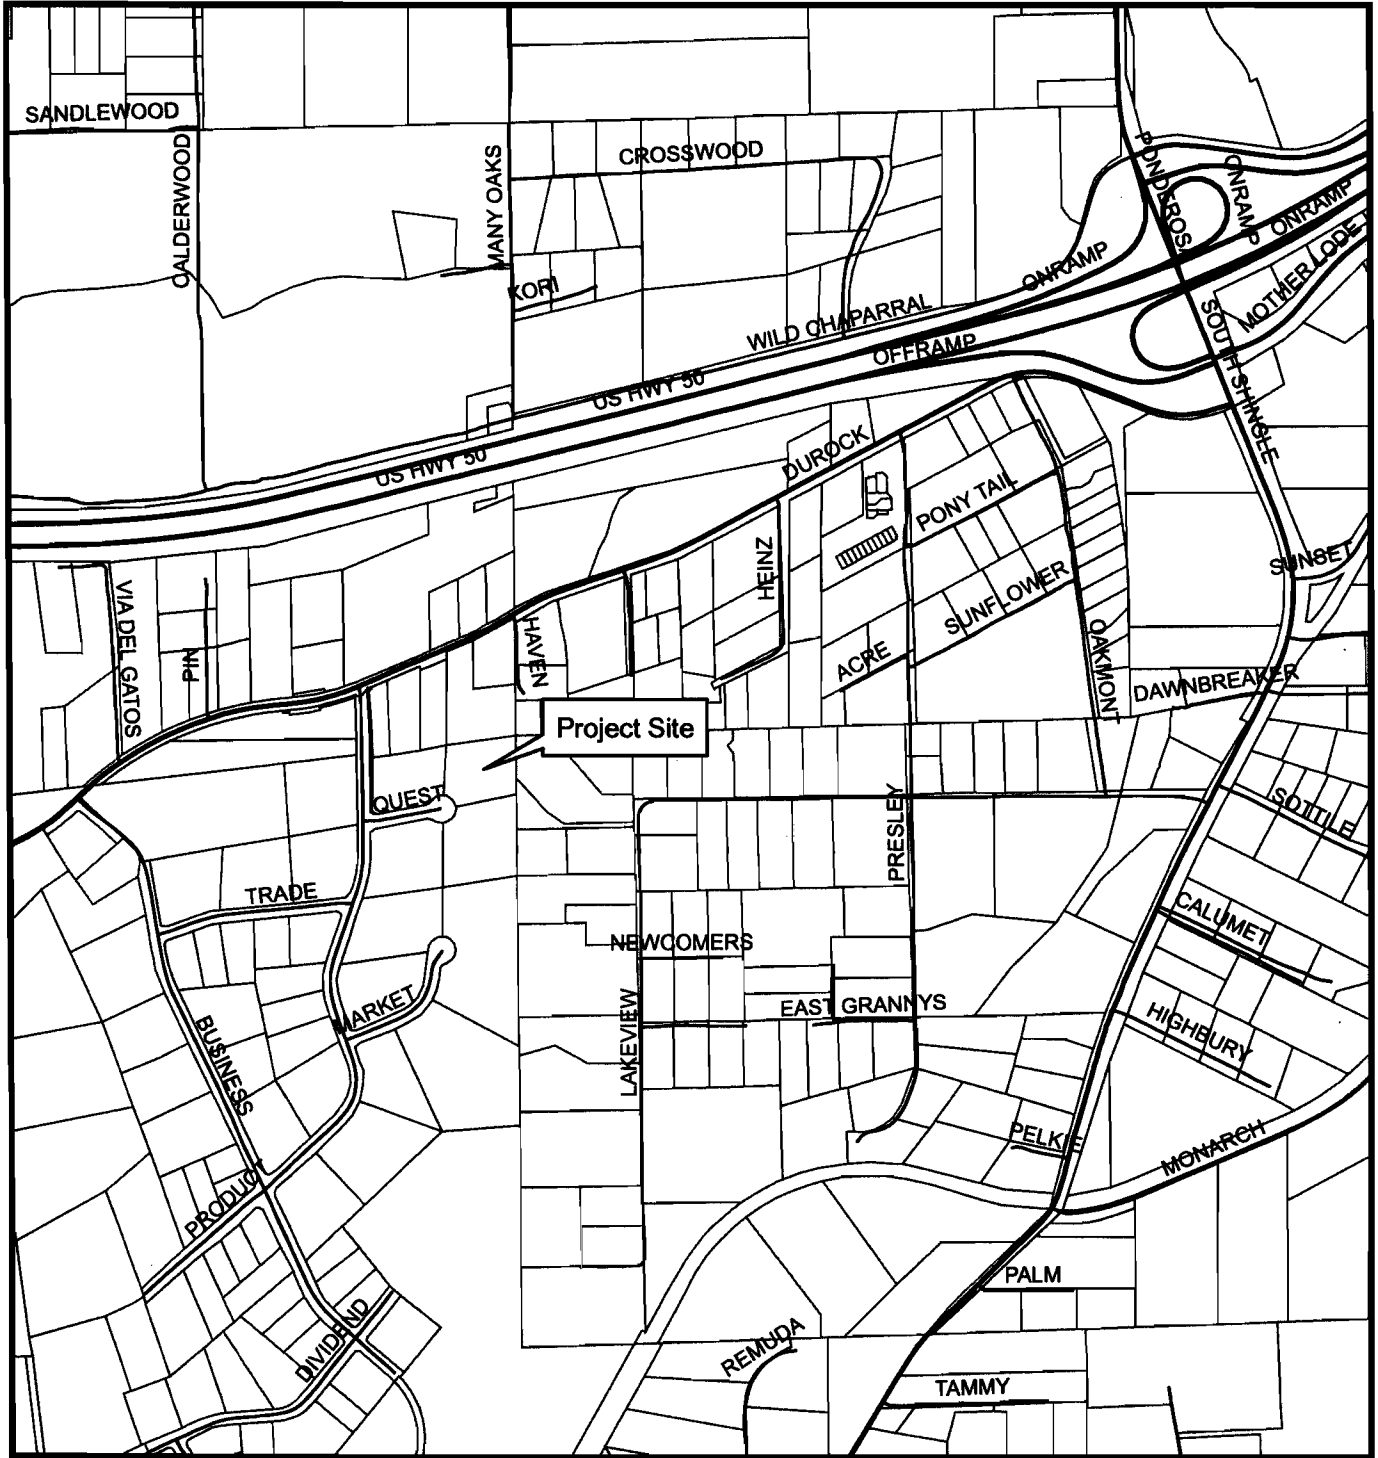 SANDLEWOOD
CALDERWOOD
MANY OAKS
CROSSWOOD
PONDEROSA
ONRAMP
ONRAMP
MOTHER LODE
ONRAMP
KORI
WILD CHAPARRAL
OFFRAMP
SOUTH SHINGLE
US HWY 50
US HWY 50
DUROCK
PONY TAIL
HEINZ
SUNSET
SUNFLOWER
VIA DEL GATOS
PIN
HAVEN
ACRE
OAKMONT
DAWNBREAKER
Project Site
QUEST
PRESLEY
SOTTLE
TRADE
CALUMET
NEWCOMERS
MARKET
LAKEVIEW
EAST GRANNYS
HIGHBURY
BUSINESS
PELKIE
MONARCH
PRODUCT
PALM
DIVIDEND
REMUDA
TAMMY